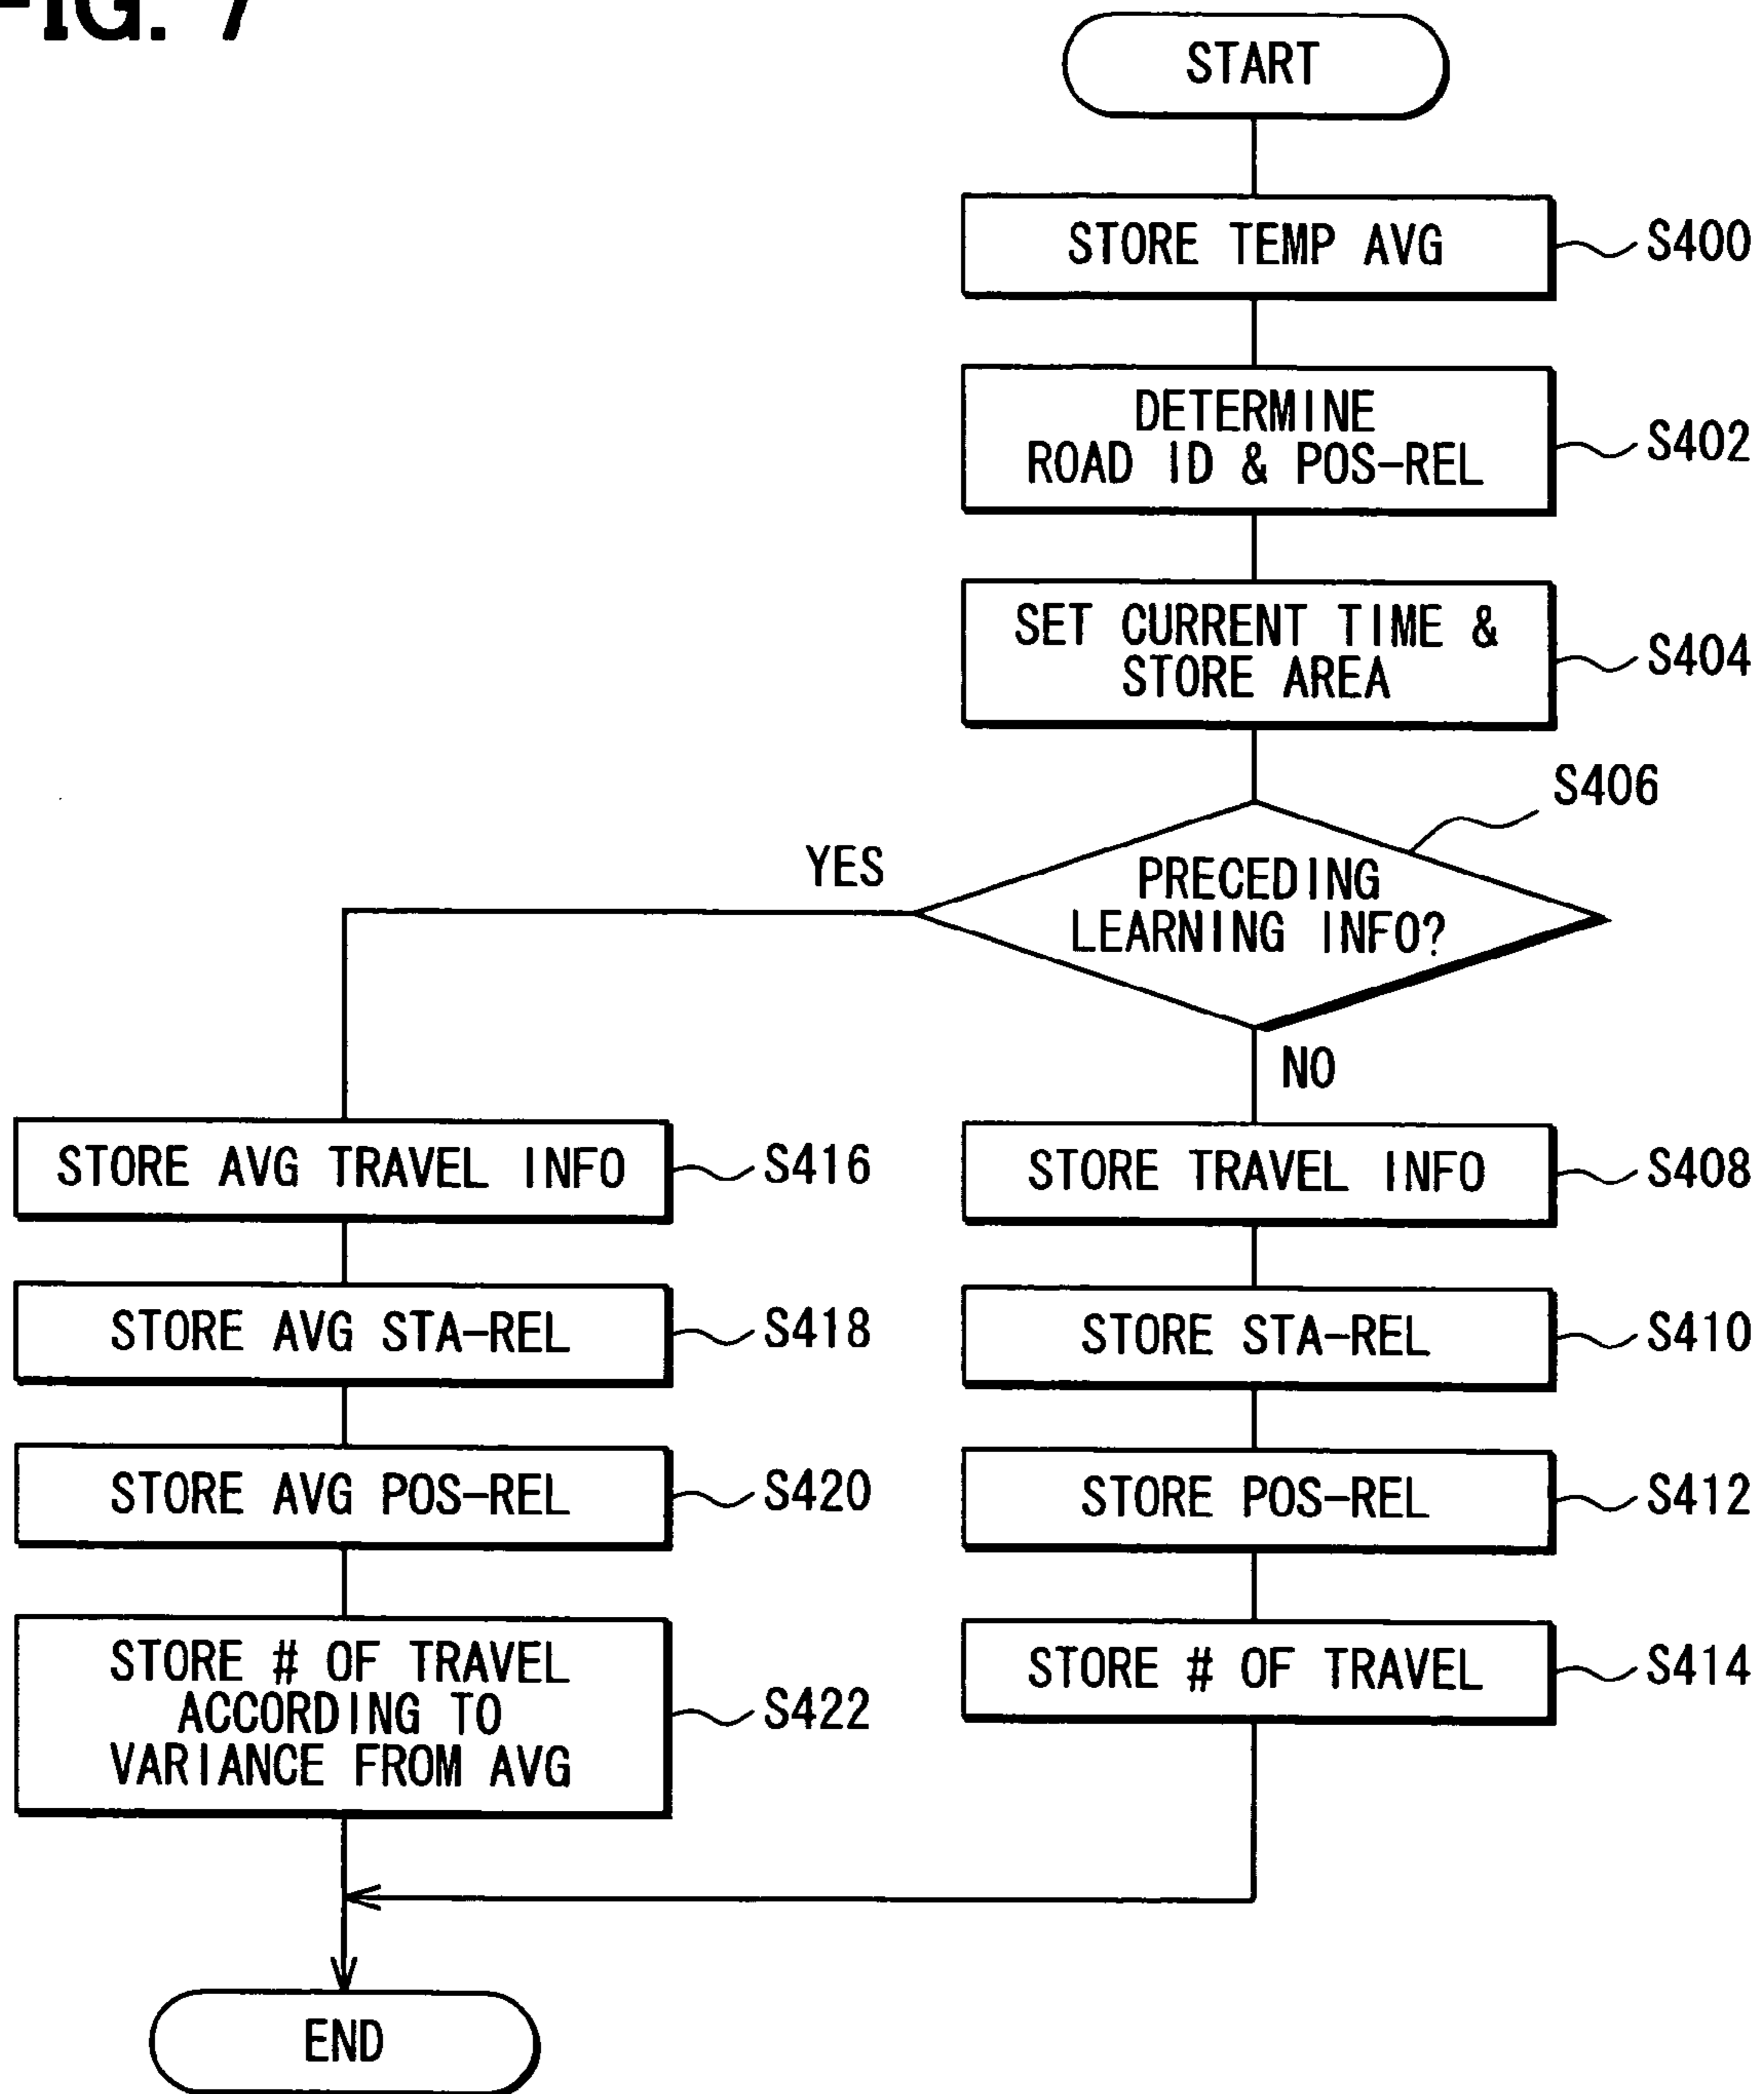 FIG. 7
START
STORE TEMP AVG
S400
DETERMINE
ROAD ID & POS-REL
S402
SET CURRENT TIME &
STORE AREA
S404
S406
PRECEDING
LEARNING INFO?
YES
NO
STORE AVG TRAVEL INFO
S416
STORE AVG STA-REL
S418
STORE AVG POS-REL
S420
STORE # OF TRAVEL
ACCORDING TO
VARIANCE FROM AVG
S422
STORE TRAVEL INFO
S408
STORE STA-REL
S410
STORE POS-REL
S412
STORE # OF TRAVEL
S414
END